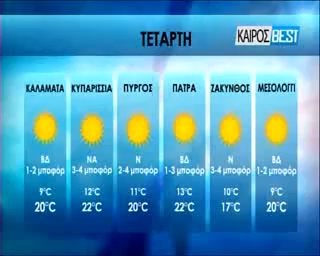 ΤΕΤΑΡΤΗ
ΚΑΙΡΟΣ BEST
ΚΑΛΑΜΑΤΑ ΚΥΠΑΡΙΣΣΙΑ ΠΥΡΓΟΣ ΠΑΤΡΑ ΖΑΚΥΝΘΟΣ ΜΕΣΟΛΟΓΓΙ
ΒΔ ΝΑ Ν ΒΔ Ν ΒΔ
1-2 μποφόρ 3-4 μποφόρ 2-4 μποφόρ 1-3 μποφόρ 3-4 μποφόρ 1-2 μποφόρ
9°C 12°C 11°C 13°C 10°C 9°C
20°C 22°C 20°C 22°C 17°C 20°C